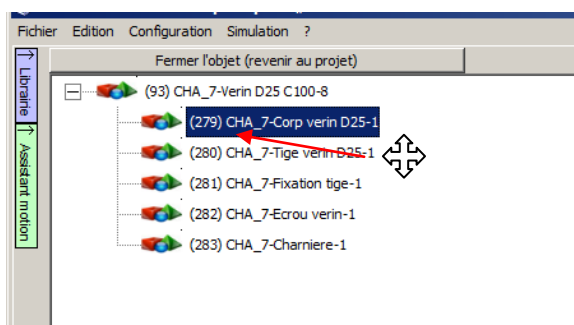 Fichier Edition Configuration Simulation ?
Fermer l'objet (revenir au projet)
Librairie
Assistant motion
(93) CHA_7-Verin D25 C100-8
(279) CHA_7-Corp verin D25-1
(280) CHA_7-Tige verin D25-1
(281) CHA_7-Fixation tige-1
(282) CHA_7-Ecrou verin-1
(283) CHA_7-Charniere-1